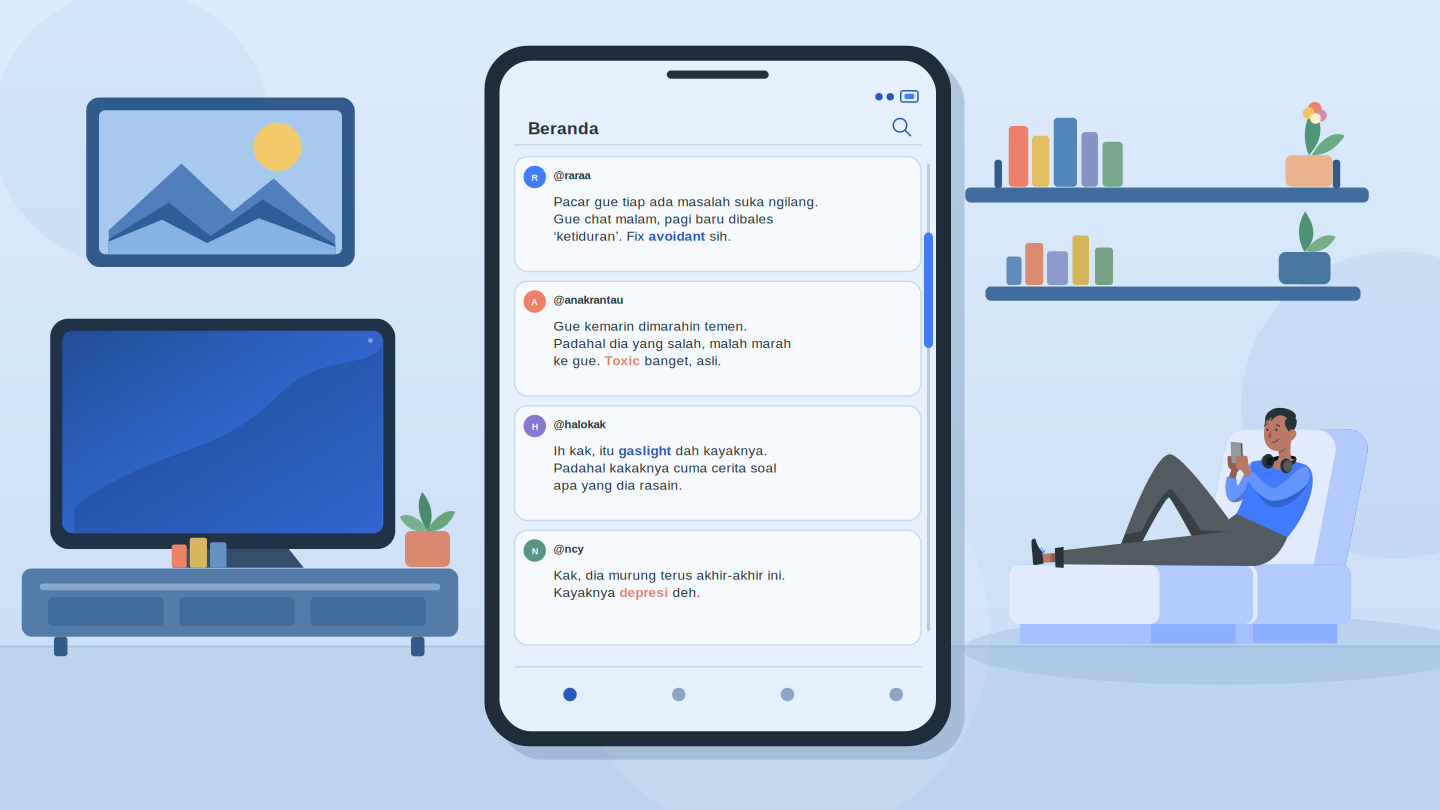 Beranda
R
@raraa
Pacar gue tiap ada masalah suka ngilang.
Gue chat malam, pagi baru dibales
‘ketiduran’. Fix avoidant sih.
A
@anakrantau
Gue kemarin dimarahin temen.
Padahal dia yang salah, malah marah
ke gue. Toxic banget, asli.
H
@halokak
Ih kak, itu gaslight dah kayaknya.
Padahal kakaknya cuma cerita soal
apa yang dia rasain.
N
@ncy
Kak, dia murung terus akhir-akhir ini.
Kayaknya depresi deh.